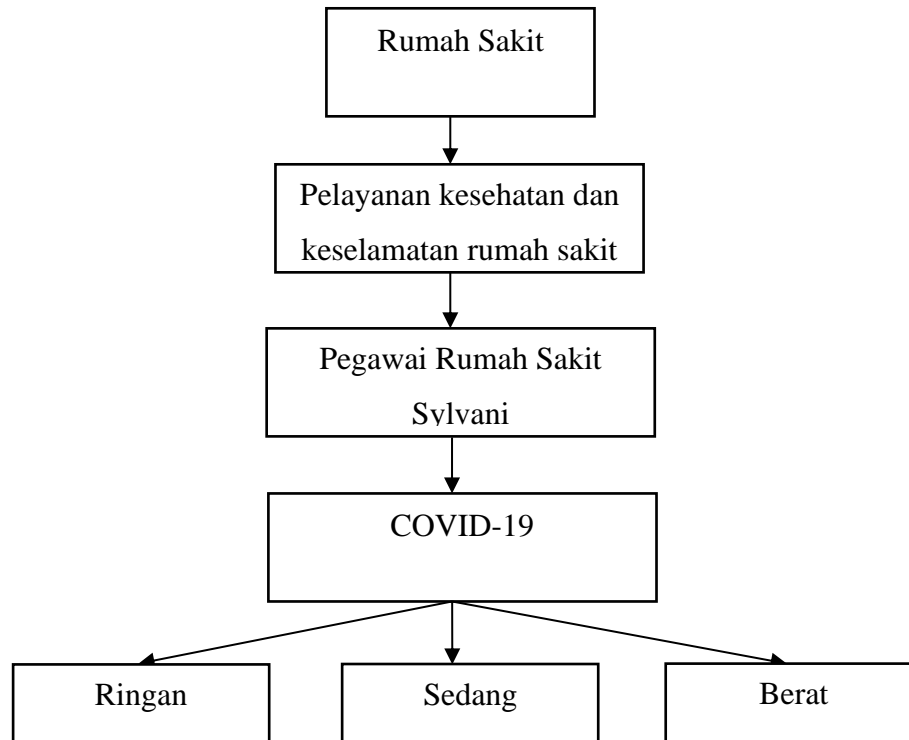 Rumah Sakit
Pelayanan kesehatan dan
keselamatan rumah sakit
Pegawai Rumah Sakit
Sylvani
COVID-19
Ringan
Sedang
Berat